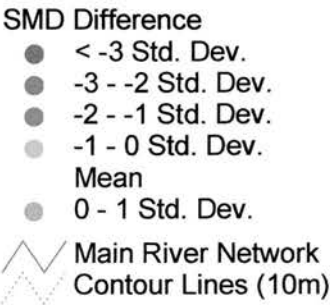 SMD Difference
< -3 Std. Dev.
-3 - -2 Std. Dev.
-2 - -1 Std. Dev.
-1 - 0 Std. Dev.
Mean
0 - 1 Std. Dev.
Main River Network
Contour Lines (10m)